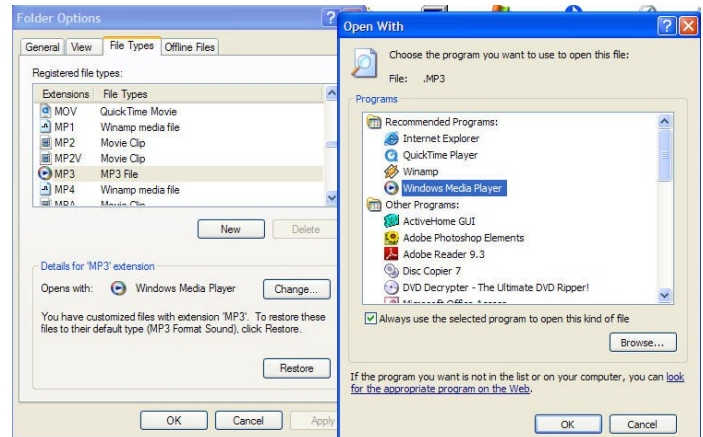 Folder Options
General View File Types Offline Files
Registered file types:
Extensions File Types
MOV QuickTime Movie
MP1 Winamp media file
MP2 Movie Clip
MP2V Movie Clip
MP3 MP3 File
MP4 Winamp media file
MPA Movie Clip
New Delete
Details for 'MP3' extension
Opens with: Windows Media Player Change...
You have customized files with extension 'MP3'. To restore these
files to their default type (MP3 Format Sound), click Restore.
Restore
OK Cancel Apply
Open With
Choose the program you want to use to open this file:
File: .MP3
Programs
Recommended Programs:
Internet Explorer
QuickTime Player
Winamp
Windows Media Player
Other Programs:
ActiveHome GUI
Adobe Photoshop Elements
Adobe Reader 9.3
Disc Copier 7
DVD Decrypter - The Ultimate DVD Ripper!
Microsoft Office Access
Always use the selected program to open this kind of file
Browse...
If the program you want is not in the list or on your computer, you can look
for the appropriate program on the Web.
OK Cancel